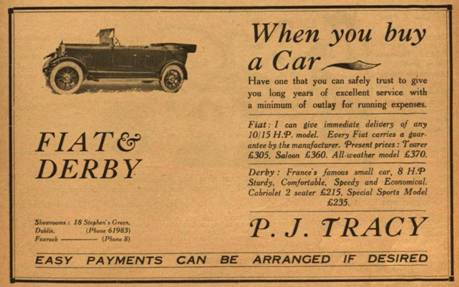 When you buy
a Car
Have one that you can safely trust to give
you long years of excellent service with
a minimum of outlay for running expenses.
Fiat: I can give immediate delivery of any
10/15 H.P. model. Every Fiat carries a guar-
antee by the manufacturer. Present prices: Tourer
£305, Saloon £360. All-weather model £370.
Derby: France's famous small car, 8 H.P
Sturdy, Comfortable, Speedy and Economical.
Cabriolet 2 seater £215, Special Sports Model
£235.
P. J. TRACY
FIAT &
DERBY
Showrooms: 18 Stephen's Green,
Dublin. (Phone 61983)
Foxrock (Phone 8)
EASY PAYMENTS CAN BE ARRANGED IF DESIRED